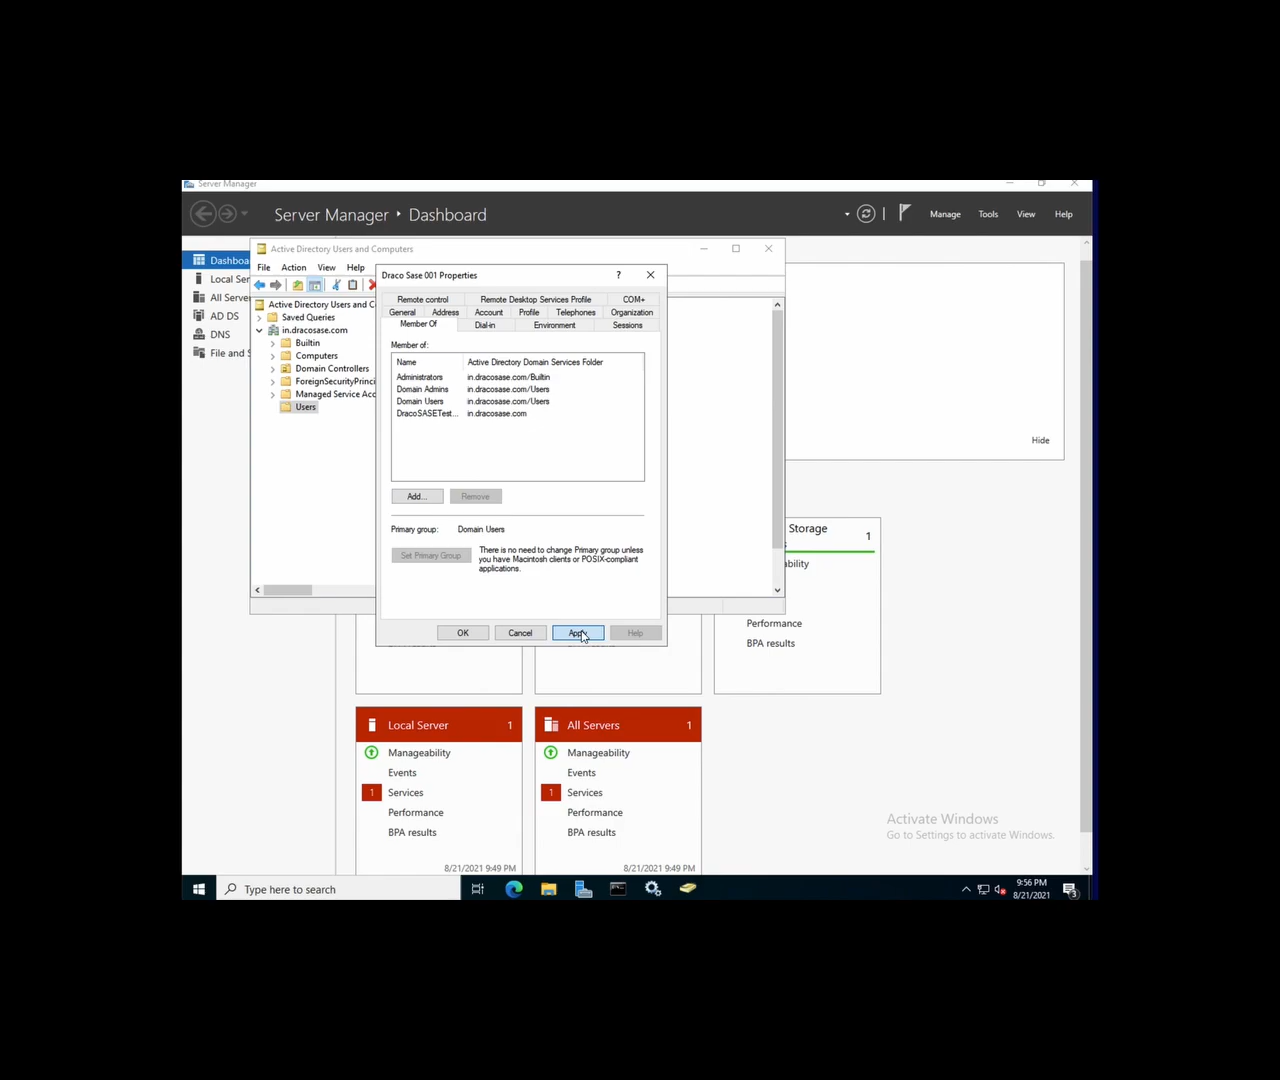 Server Manager
Server Manager ‣ Dashboard
Manage Tools View Help
Dashboa
Local Ser
All Serve
AD DS
DNS
File and S
Active Directory Users and Computers
File Action View Help
Active Directory Users and C
Saved Queries
in.dracosase.com
Builtin
Computers
Domain Controllers
ForeignSecurityPrinci
Managed Service Acc
Users
Draco Sase 001 Properties
?
Remote control Remote Desktop Services Profile COM+
General Address Account Profile Telephones Organization
Member Of Dial-in Environment Sessions
Member of:
Name Active Directory Domain Services Folder
Administrators in.dracosase.com/Builtin
Domain Admins in.dracosase.com/Users
Domain Users in.dracosase.com/Users
DracoSASETest... in.dracosase.com
Add... Remove
Primary group: Domain Users
Set Primary Group
There is no need to change Primary group unless
you have Macintosh clients or POSIX-compliant
applications.
OK Cancel Help
Hide
Storage 1
ability
Performance
BPA results
Local Server 1
Manageability
Events
1 Services
Performance
BPA results
8/21/2021 9:49 PM
All Servers 1
Manageability
Events
1 Services
Performance
BPA results
8/21/2021 9:49 PM
Activate Windows
Go to Settings to activate Windows.
Type here to search
9:56 PM
8/21/2021
3